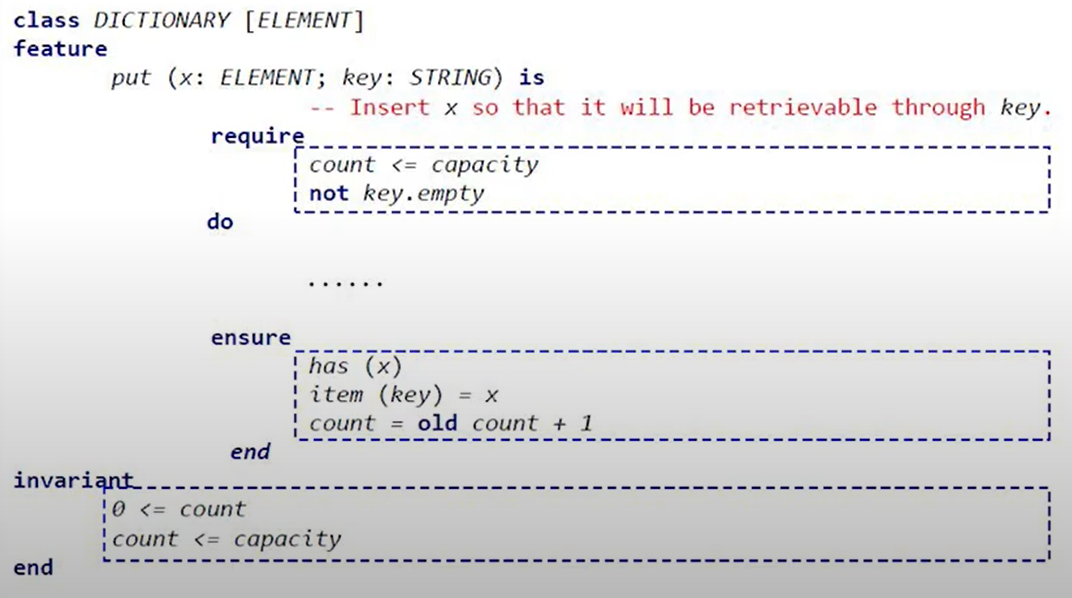 class DICTIONARY [ELEMENT]
feature
put (x: ELEMENT; key: STRING) is
-- Insert x so that it will be retrievable through key.
require
count <= capacity
not key.empty
do
......
ensure
has (x)
item (key) = x
count = old count + 1
end
invariant
0 <= count
count <= capacity
end